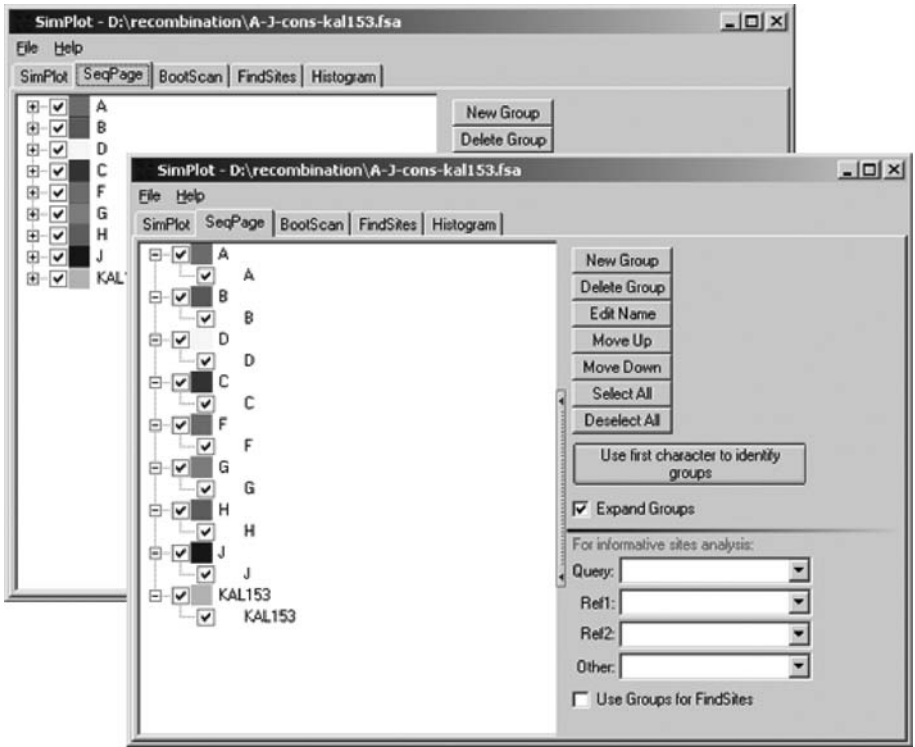 SimPlot - D:\recombination\A-J-cons-kal153.fsa
File Help
SimPlot SeqPage BootScan FindSites Histogram
A
B
D
C
F
G
H
J
KAL
New Group
Delete Group
SimPlot - D:\recombination\A-J-cons-kal153.fsa
File Help
SimPlot SeqPage BootScan FindSites Histogram
A
A
B
B
D
D
C
C
F
F
G
G
H
H
J
J
KAL153
KAL153
New Group
Delete Group
Edit Name
Move Up
Move Down
Select All
Deselect All
Use first character to identify
groups
Expand Groups
For informative sites analysis:
Query:
Ref1:
Ref2:
Other:
Use Groups for FindSites